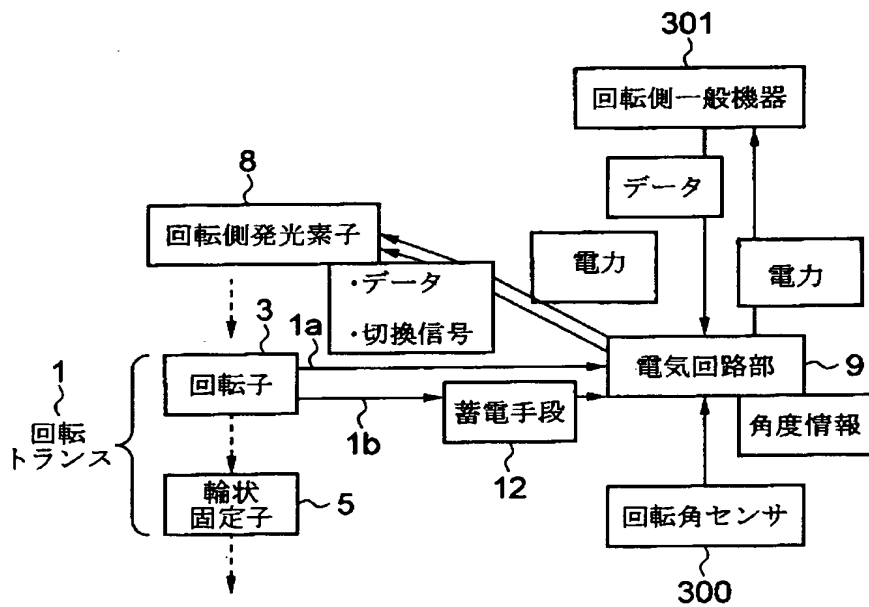 301
回転側一般機器
8
データ
回転側発光素子
電力
電力
・データ
・切換信号
3
1a
1
回転子
電気回路部
9
回転
トランス
1b
蓄電手段
角度情報
12
輪状
固定子
5
回転角センサ
300